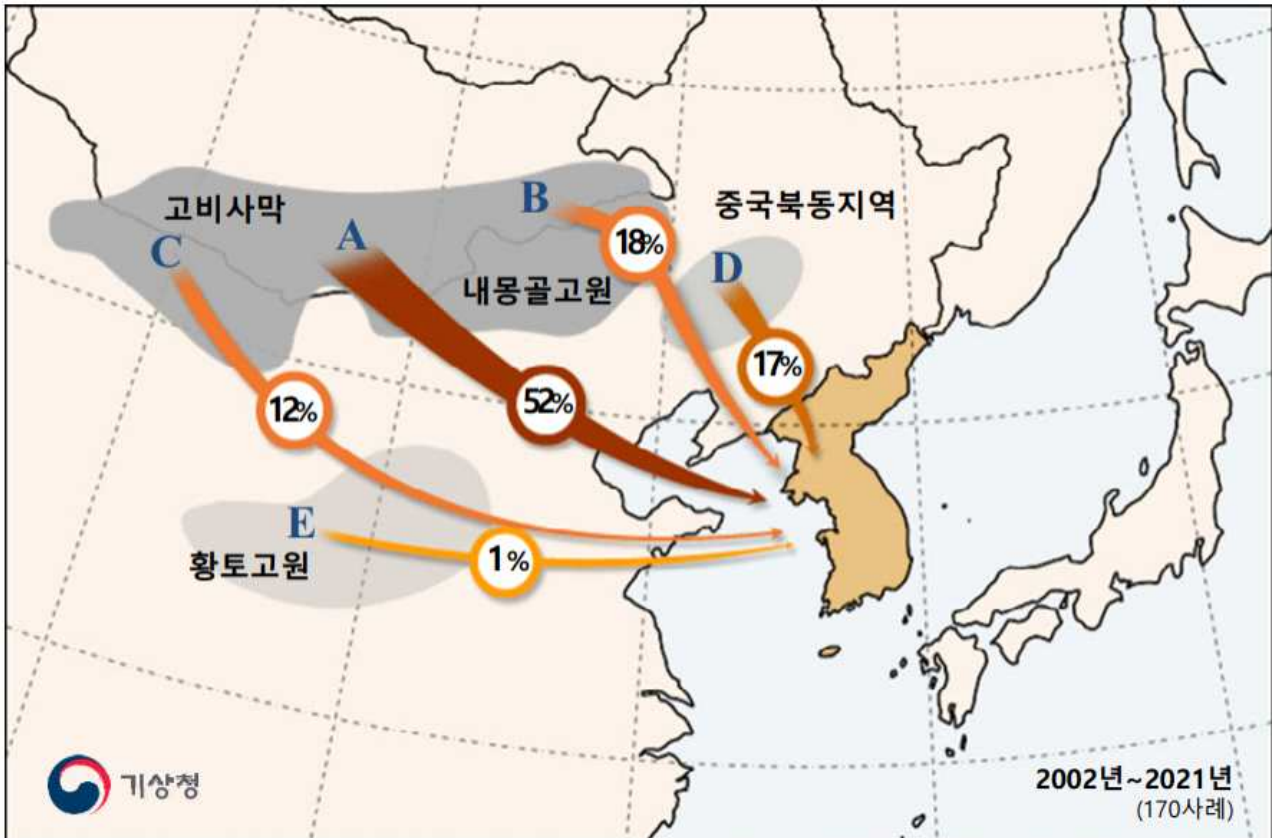 고비사막
B
중국북동지역
A
18%
C
D
내몽골고원
17%
12%
52%
E
황토고원
1%
기상청
2002년~2021년
(170사례)